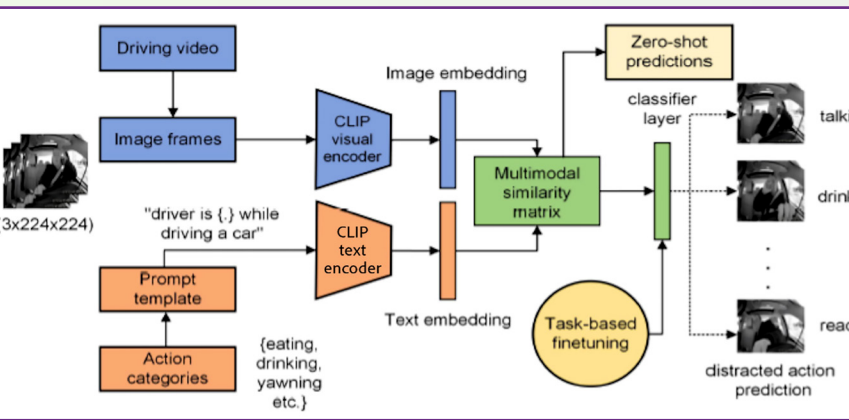 Driving video
Image frames
(3x224x224)
"driver is {.} while
driving a car"
Prompt
template
Action
categories
{eating,
drinking,
yawning
etc.}
CLIP
visual
encoder
CLIP
text
encoder
Image embedding
Text embedding
Multimodal
similarity
matrix
Zero-shot
predictions
classifier
layer
Task-based
finetuning
distracted action
prediction